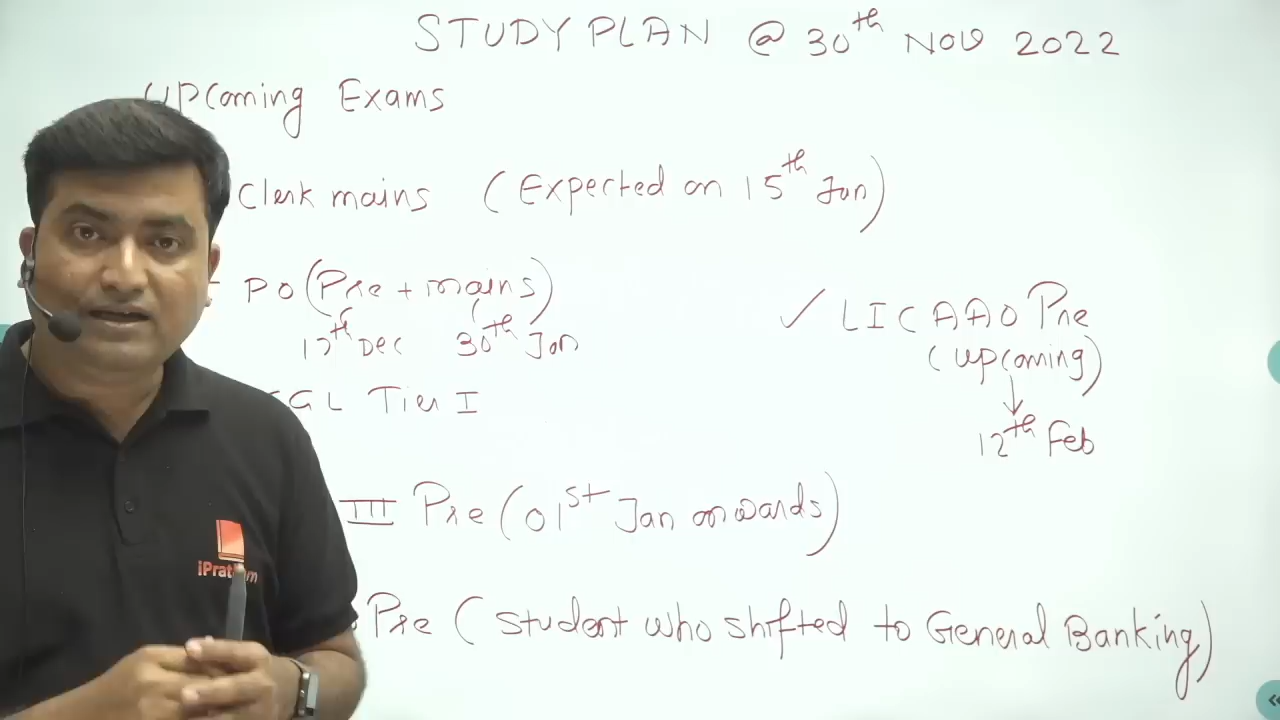 STUDY PLAN @ 30th NOV 2022
Upcoming Exams
Clerk mains (Expected on 15th Jan)
PO (Pre + mains)
17th Dec 30th Jan
✓ LIC AAO Pre
(upcoming)
12th Feb
CGL Tier I
III Pre (01st Jan onwards)
Pre (student who shifted to General Banking)